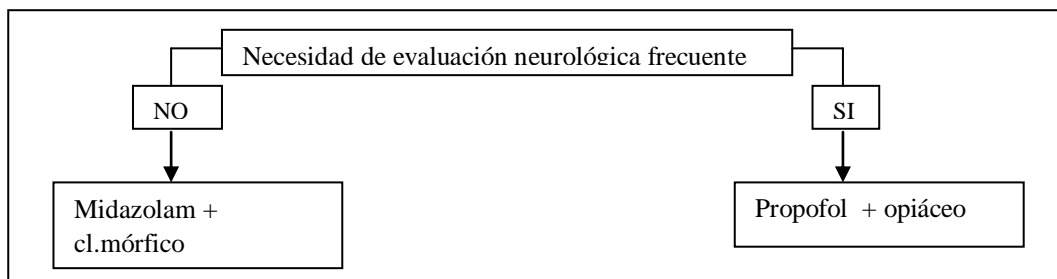 Necesidad de evaluación neurológica frecuente
NO
SI
Midazolam +
cl.mórfico
Propofol + opiáceo